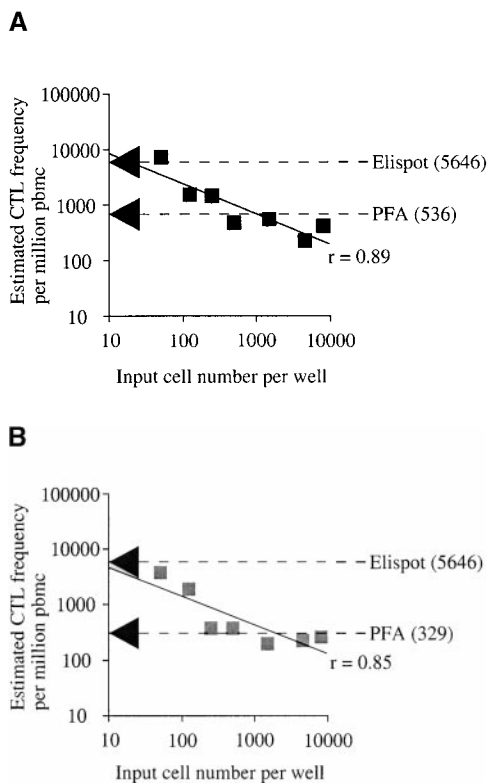 A
Estimated CTL frequency
per million pbmc
100000
10000
1000
100
10
Elispot (5646)
PFA (536)
r = 0.89
10 100 1000 10000
Input cell number per well
B
Estimated CTL frequency
per million pbmc
100000
10000
1000
100
10
Elispot (5646)
PFA (329)
r = 0.85
10 100 1000 10000
Input cell number per well